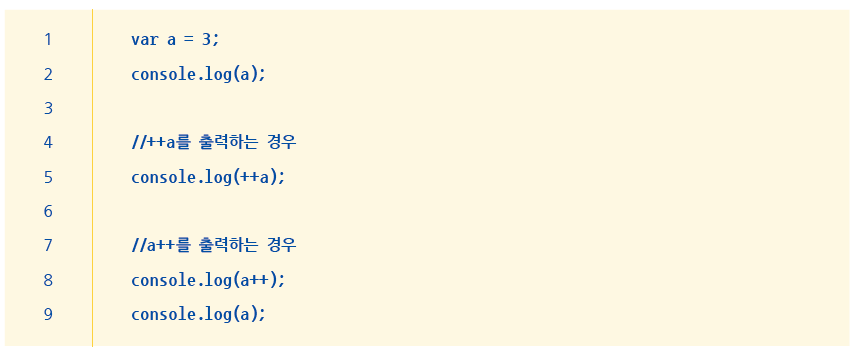 1 var a = 3;
2 console.log(a);
3
4 //++a를 출력하는 경우
5 console.log(++a);
6
7 //a++를 출력하는 경우
8 console.log(a++);
9 console.log(a);